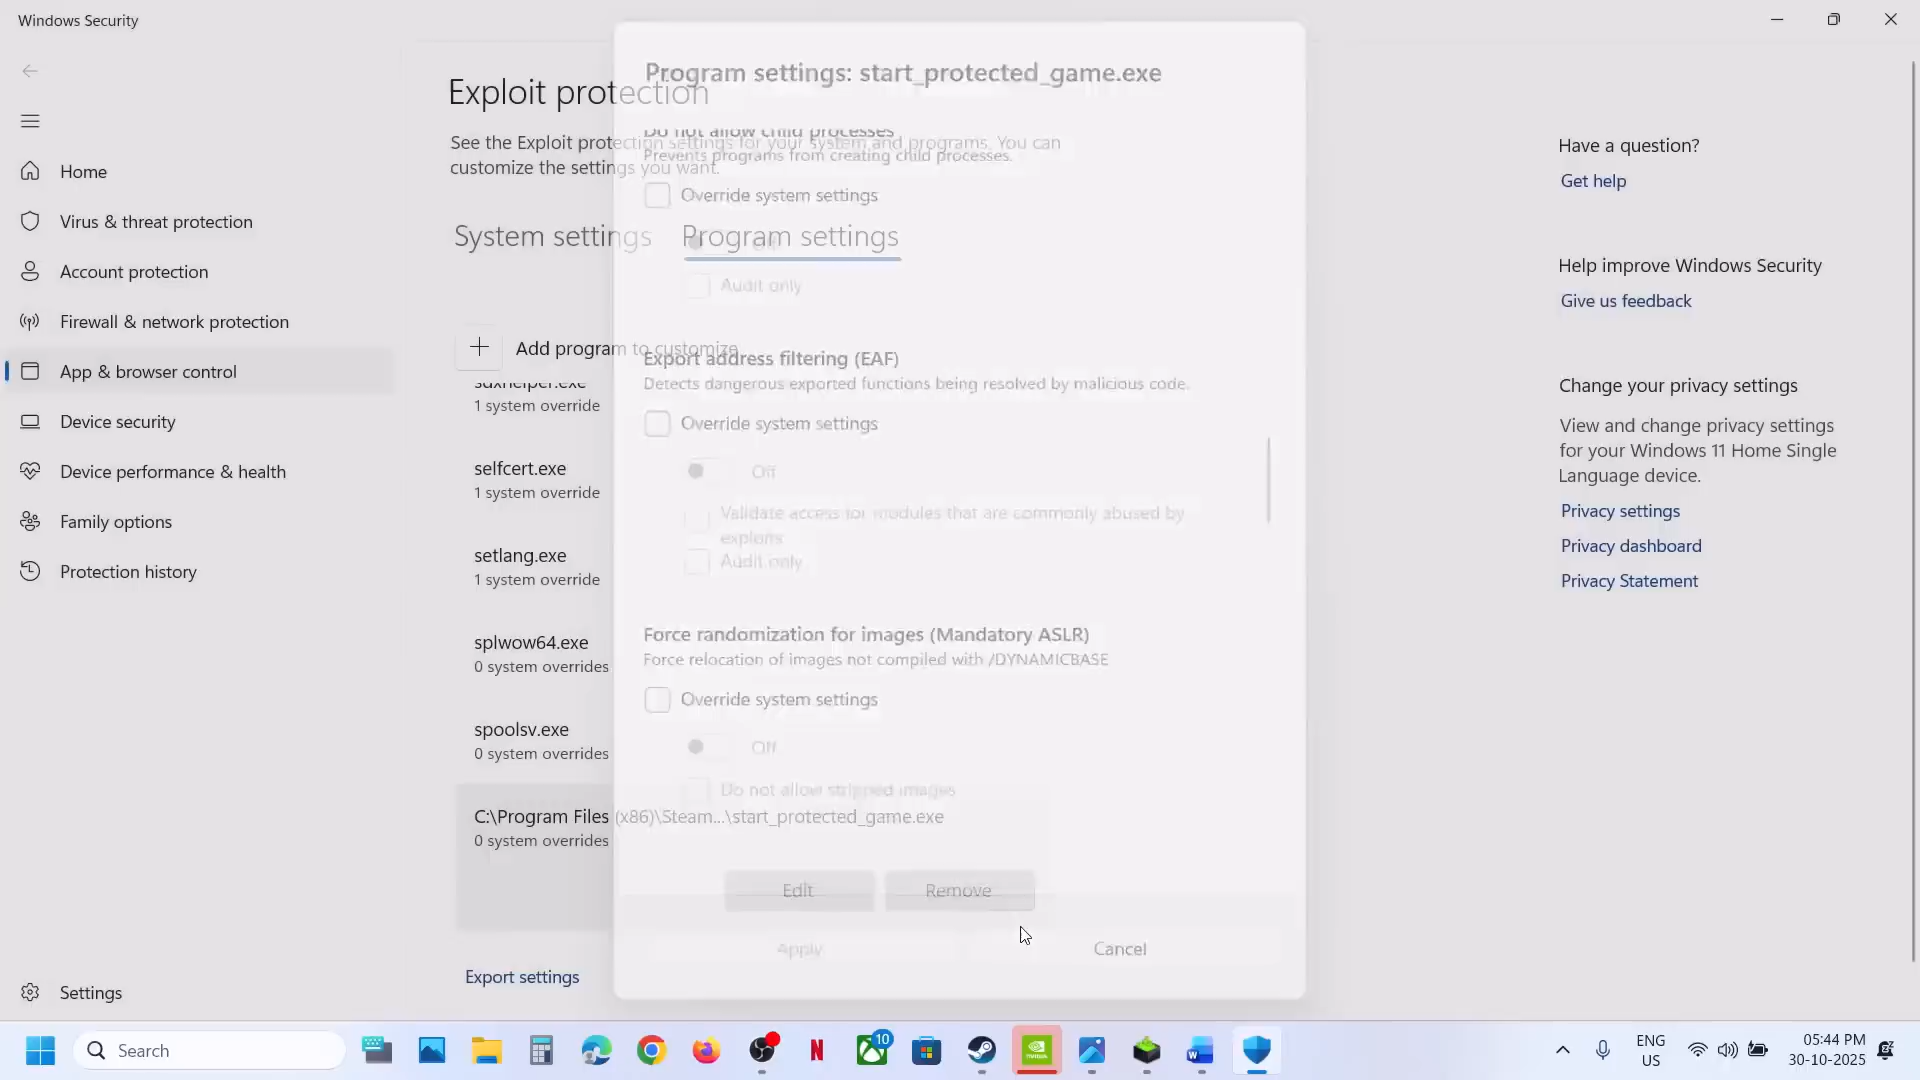 Windows Security
Home
Virus & threat protection
Account protection
Firewall & network protection
App & browser control
Device security
Device performance & health
Family options
Protection history
Settings
Exploit protection
See the Exploit protection settings for your system and programs. You can
customize the settings you want.
System settings
Program settings
Add program to customize
sdxhelper.exe
1 system override
selfcert.exe
1 system override
setlang.exe
1 system override
splwow64.exe
0 system overrides
spoolsv.exe
0 system overrides
C:\Program Files (x86)\Steam...\start_protected_game.exe
0 system overrides
Edit
Remove
Export settings
Program settings: start_protected_game.exe
Do not allow child processes
Prevents programs from creating child processes.
Override system settings
Off
Audit only
Export address filtering (EAF)
Detects dangerous exported functions being resolved by malicious code.
Override system settings
Off
Validate access for modules that are commonly abused by
exploits
Audit only
Force randomization for images (Mandatory ASLR)
Force relocation of images not compiled with /DYNAMICBASE
Override system settings
Off
Do not allow stripped images
Apply
Cancel
Have a question?
Get help
Help improve Windows Security
Give us feedback
Change your privacy settings
View and change privacy settings
for your Windows 11 Home Single
Language device.
Privacy settings
Privacy dashboard
Privacy Statement
Search
10
ENG
US
05:44 PM
30-10-2025